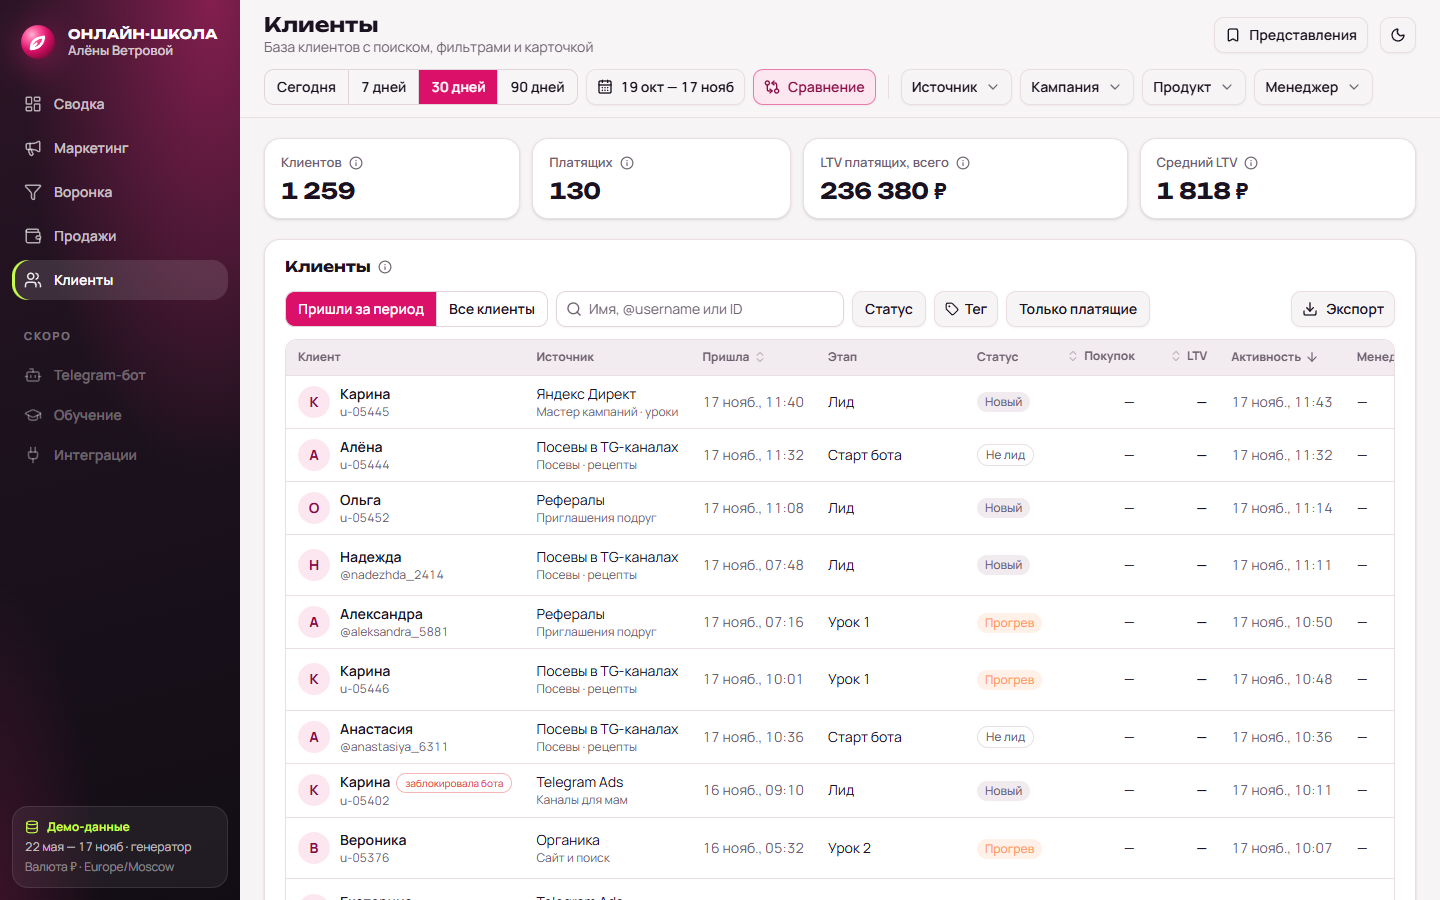 ОНЛАЙН-ШКОЛА
Алёны Ветровой
Сводка
Маркетинг
Воронка
Продажи
Клиенты
СКОРО
Telegram-бот
Обучение
Интеграции
Демо-данные
22 мая — 17 нояб · генератор
Валюта ₽ · Europe/Moscow
Клиенты
База клиентов с поиском, фильтрами и карточкой
Представления
Сегодня 7 дней 30 дней 90 дней 19 окт — 17 нояб Сравнение Источник Кампания Продукт Менеджер
Клиентов Платящих LTV платящих, всего Средний LTV
1 259 130 236 380 ₽ 1 818 ₽
Клиенты
Пришли за период Все клиенты Имя, @username или ID Статус Тег Только платящие Экспорт
Клиент Источник Пришла Этап Статус Покупок LTV Активность Менед
К Карина Яндекс Директ 17 нояб., 11:40 Лид Новый — — 17 нояб., 11:43 —
u-05445 Мастер кампаний · уроки
А Алёна Посевы в TG-каналах 17 нояб., 11:32 Старт бота Не лид — — 17 нояб., 11:32 —
u-05444 Посевы · рецепты
О Ольга Рефералы 17 нояб., 11:08 Лид Новый — — 17 нояб., 11:14 —
u-05452 Приглашения подруг
Н Надежда Посевы в TG-каналах 17 нояб., 07:48 Лид Новый — — 17 нояб., 11:11 —
@nadezhda_2414 Посевы · рецепты
А Александра Рефералы 17 нояб., 07:16 Урок 1 Прогрев — — 17 нояб., 10:50 —
@aleksandra_5881 Приглашения подруг
К Карина Посевы в TG-каналах 17 нояб., 10:01 Урок 1 Прогрев — — 17 нояб., 10:48 —
u-05446 Посевы · рецепты
А Анастасия Посевы в TG-каналах 17 нояб., 10:36 Старт бота Не лид — — 17 нояб., 10:36 —
@anastasiya_6311 Посевы · рецепты
К Карина заблокировала бота Telegram Ads 16 нояб., 09:10 Лид Новый — — 17 нояб., 10:11 —
u-05402 Каналы для мам
В Вероника Органика 16 нояб., 05:32 Урок 2 Прогрев — — 17 нояб., 10:07 —
u-05376 Сайт и поиск